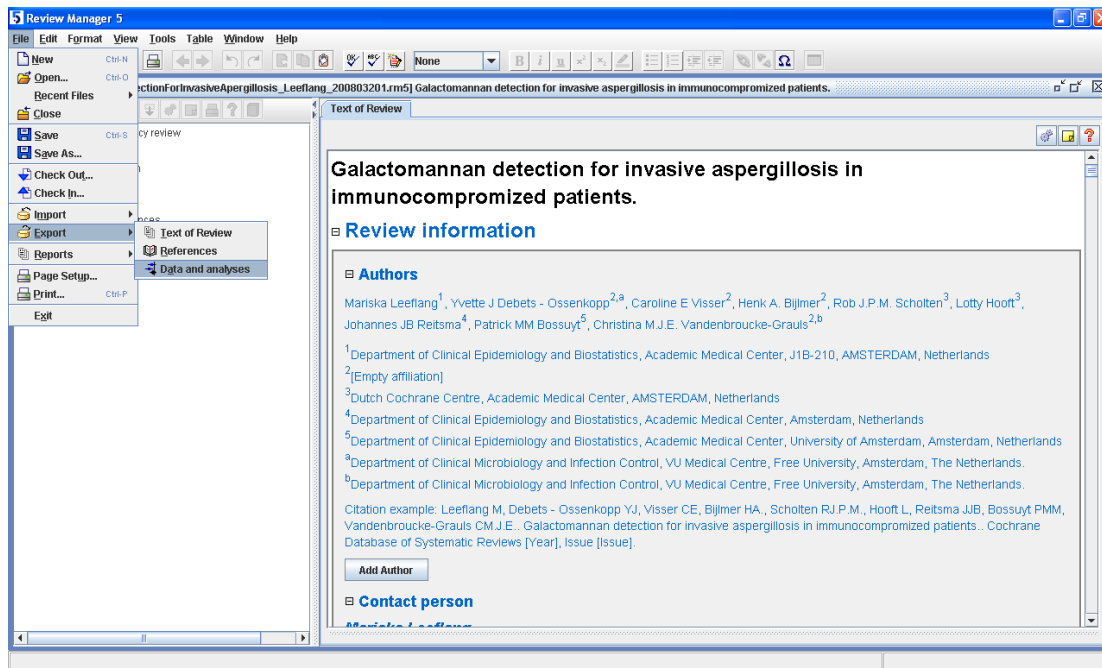 5 Review Manager 5
File Edit Format View Tools Table Window Help
New Ctrl-N
Open... Ctrl-O
Recent Files
Close
Save Ctrl-S
Save As...
Check Out...
Check In...
Import
Export
Reports
Page Setup...
Print... Ctrl-P
Exit
Text of Review
References
Data and analyses
None
B i u x² x₂
Ω
ectionForInvasiveApergillosis_Leeflang_200803201.rm5] Galactomannan detection for invasive aspergillosis in immunocompromized patients.
cy review
nces
Text of Review
Galactomannan detection for invasive aspergillosis in
immunocompromized patients.
Review information
Authors
Mariska Leeflang1, Yvette J Debets - Ossenkopp2,a, Caroline E Visser2, Henk A. Bijlmer2, Rob J.P.M. Scholten3, Lotty Hooft3,
Johannes JB Reitsma4, Patrick MM Bossuyt5, Christina M.J.E. Vandenbroucke-Grauls2,b
1Department of Clinical Epidemiology and Biostatistics, Academic Medical Center, J1B-210, AMSTERDAM, Netherlands
2[Empty affiliation]
3Dutch Cochrane Centre, Academic Medical Center, AMSTERDAM, Netherlands
4Department of Clinical Epidemiology and Biostatistics, Academic Medical Center, Amsterdam, Netherlands
5Department of Clinical Epidemiology and Biostatistics, Academic Medical Center, University of Amsterdam, Amsterdam, Netherlands
aDepartment of Clinical Microbiology and Infection Control, VU Medical Centre, Free University, Amsterdam, The Netherlands.
bDepartment of Clinical Microbiology and Infection Control, VU Medical Centre, Free University, Amsterdam, The Netherlands.
Citation example: Leeflang M, Debets - Ossenkopp YJ, Visser CE, Bijlmer HA., Scholten RJ.P.M., Hooft L, Reitsma JJB, Bossuyt PMM,
Vandenbroucke-Grauls CM.J.E.. Galactomannan detection for invasive aspergillosis in immunocompromized patients.. Cochrane
Database of Systematic Reviews [Year], Issue [Issue].
Add Author
Contact person
Mariska Leeflang